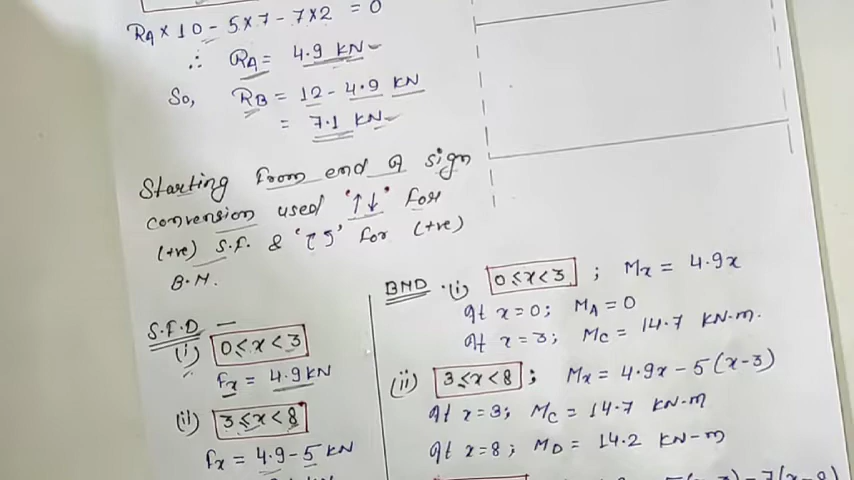 RA × 10 - 5×7 - 7×2 = 0
∴ RA = 4.9 KN
So, RB = 12 - 4.9 KN
= 7.1 KN
Starting from end A sign
convension used '↑↓' for
(+ve) S.F. & '↑↻' for (+ve)
B.M.
S.F.D -
(i) 0≤x<3
Fx = 4.9KN
(ii) 3≤x<8
Fx = 4.9-5 KN
BMD (i) 0≤x<3 ; Mx = 4.9x
At x=0; MA=0
At x=3; MC = 14.7 KN-m.
(ii) 3≤x<8 ; Mx = 4.9x - 5(x-3)
At x=3; MC = 14.7 KN-m
At x=8; MD = 14.2 KN-m